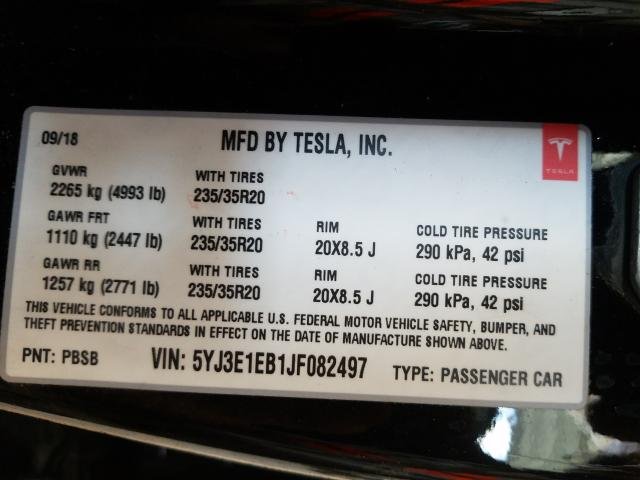 09/18
MFD BY TESLA, INC.
TESLA
GVWR
2265 kg (4993 lb)
WITH TIRES
235/35R20
GAWR FRT
1110 kg (2447 lb)
WITH TIRES
235/35R20
RIM
20X8.5 J
COLD TIRE PRESSURE
290 kPa, 42 psi
GAWR RR
1257 kg (2771 lb)
WITH TIRES
235/35R20
RIM
20X8.5 J
COLD TIRE PRESSURE
290 kPa, 42 psi
THIS VEHICLE CONFORMS TO ALL APPLICABLE U.S. FEDERAL MOTOR VEHICLE SAFETY, BUMPER, AND
THEFT PREVENTION STANDARDS IN EFFECT ON THE DATE OF MANUFACTURE SHOWN ABOVE.
PNT: PBSB
VIN: 5YJ3E1EB1JF082497
TYPE: PASSENGER CAR